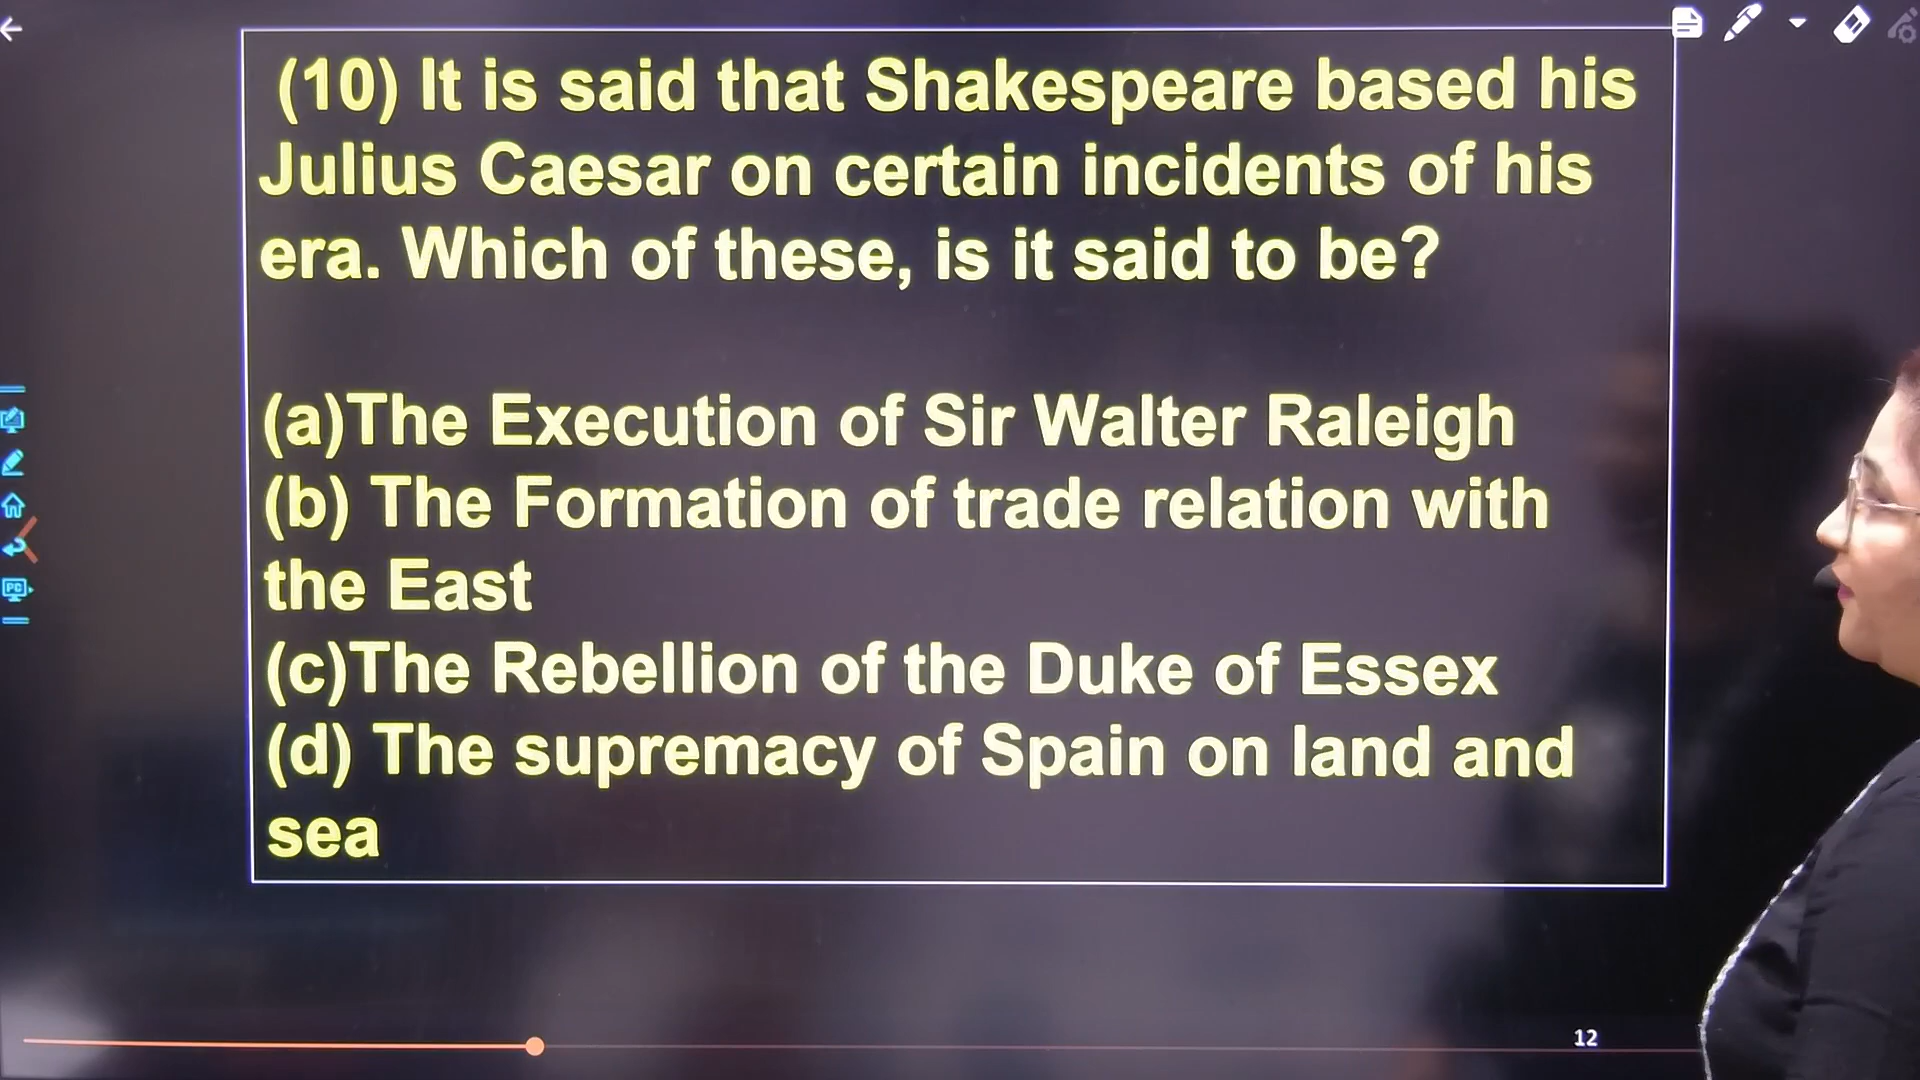 (10) It is said that Shakespeare based his
Julius Caesar on certain incidents of his
era. Which of these, is it said to be?
(a)The Execution of Sir Walter Raleigh
(b) The Formation of trade relation with
the East
(c)The Rebellion of the Duke of Essex
(d) The supremacy of Spain on land and
sea
PC
12